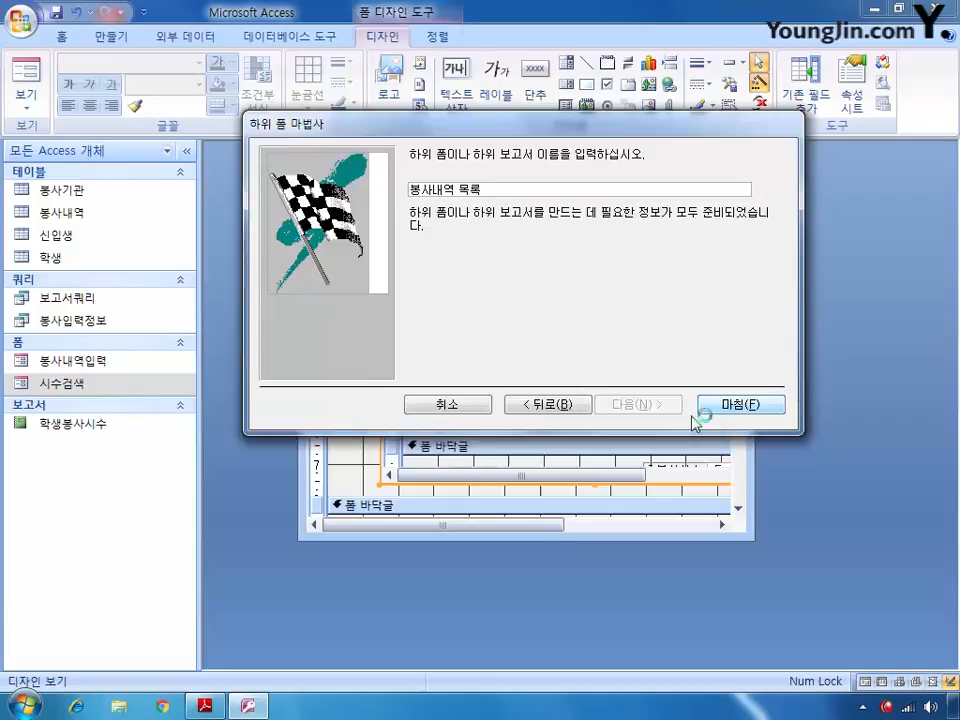 Microsoft Access
폼 디자인 도구
YoungJin.com Y.
홈
만들기
외부 데이터
데이터베이스 도구
디자인
정렬
보기
가
가
가
가
조건부
눈금선
로고
가나
텍스트
가가
레이블
xxxx
단추
기존 필드
추가
속성
시트
보기
글꼴
도구
모든 Access 개체
테이블
봉사기관
봉사내역
신입생
학생
쿼리
보고서쿼리
봉사입력정보
폼
봉사내역입력
시수검색
보고서
학생봉사시수
하위 폼 마법사
하위 폼이나 하위 보고서 이름을 입력하십시오.
봉사내역 목록
하위 폼이나 하위 보고서를 만드는 데 필요한 정보가 모두 준비되었습니
다.
취소
< 뒤로(B)
다음(N) >
마침(F)
폼 바닥글
7
폼 바닥글
디자인 보기
Num Lock